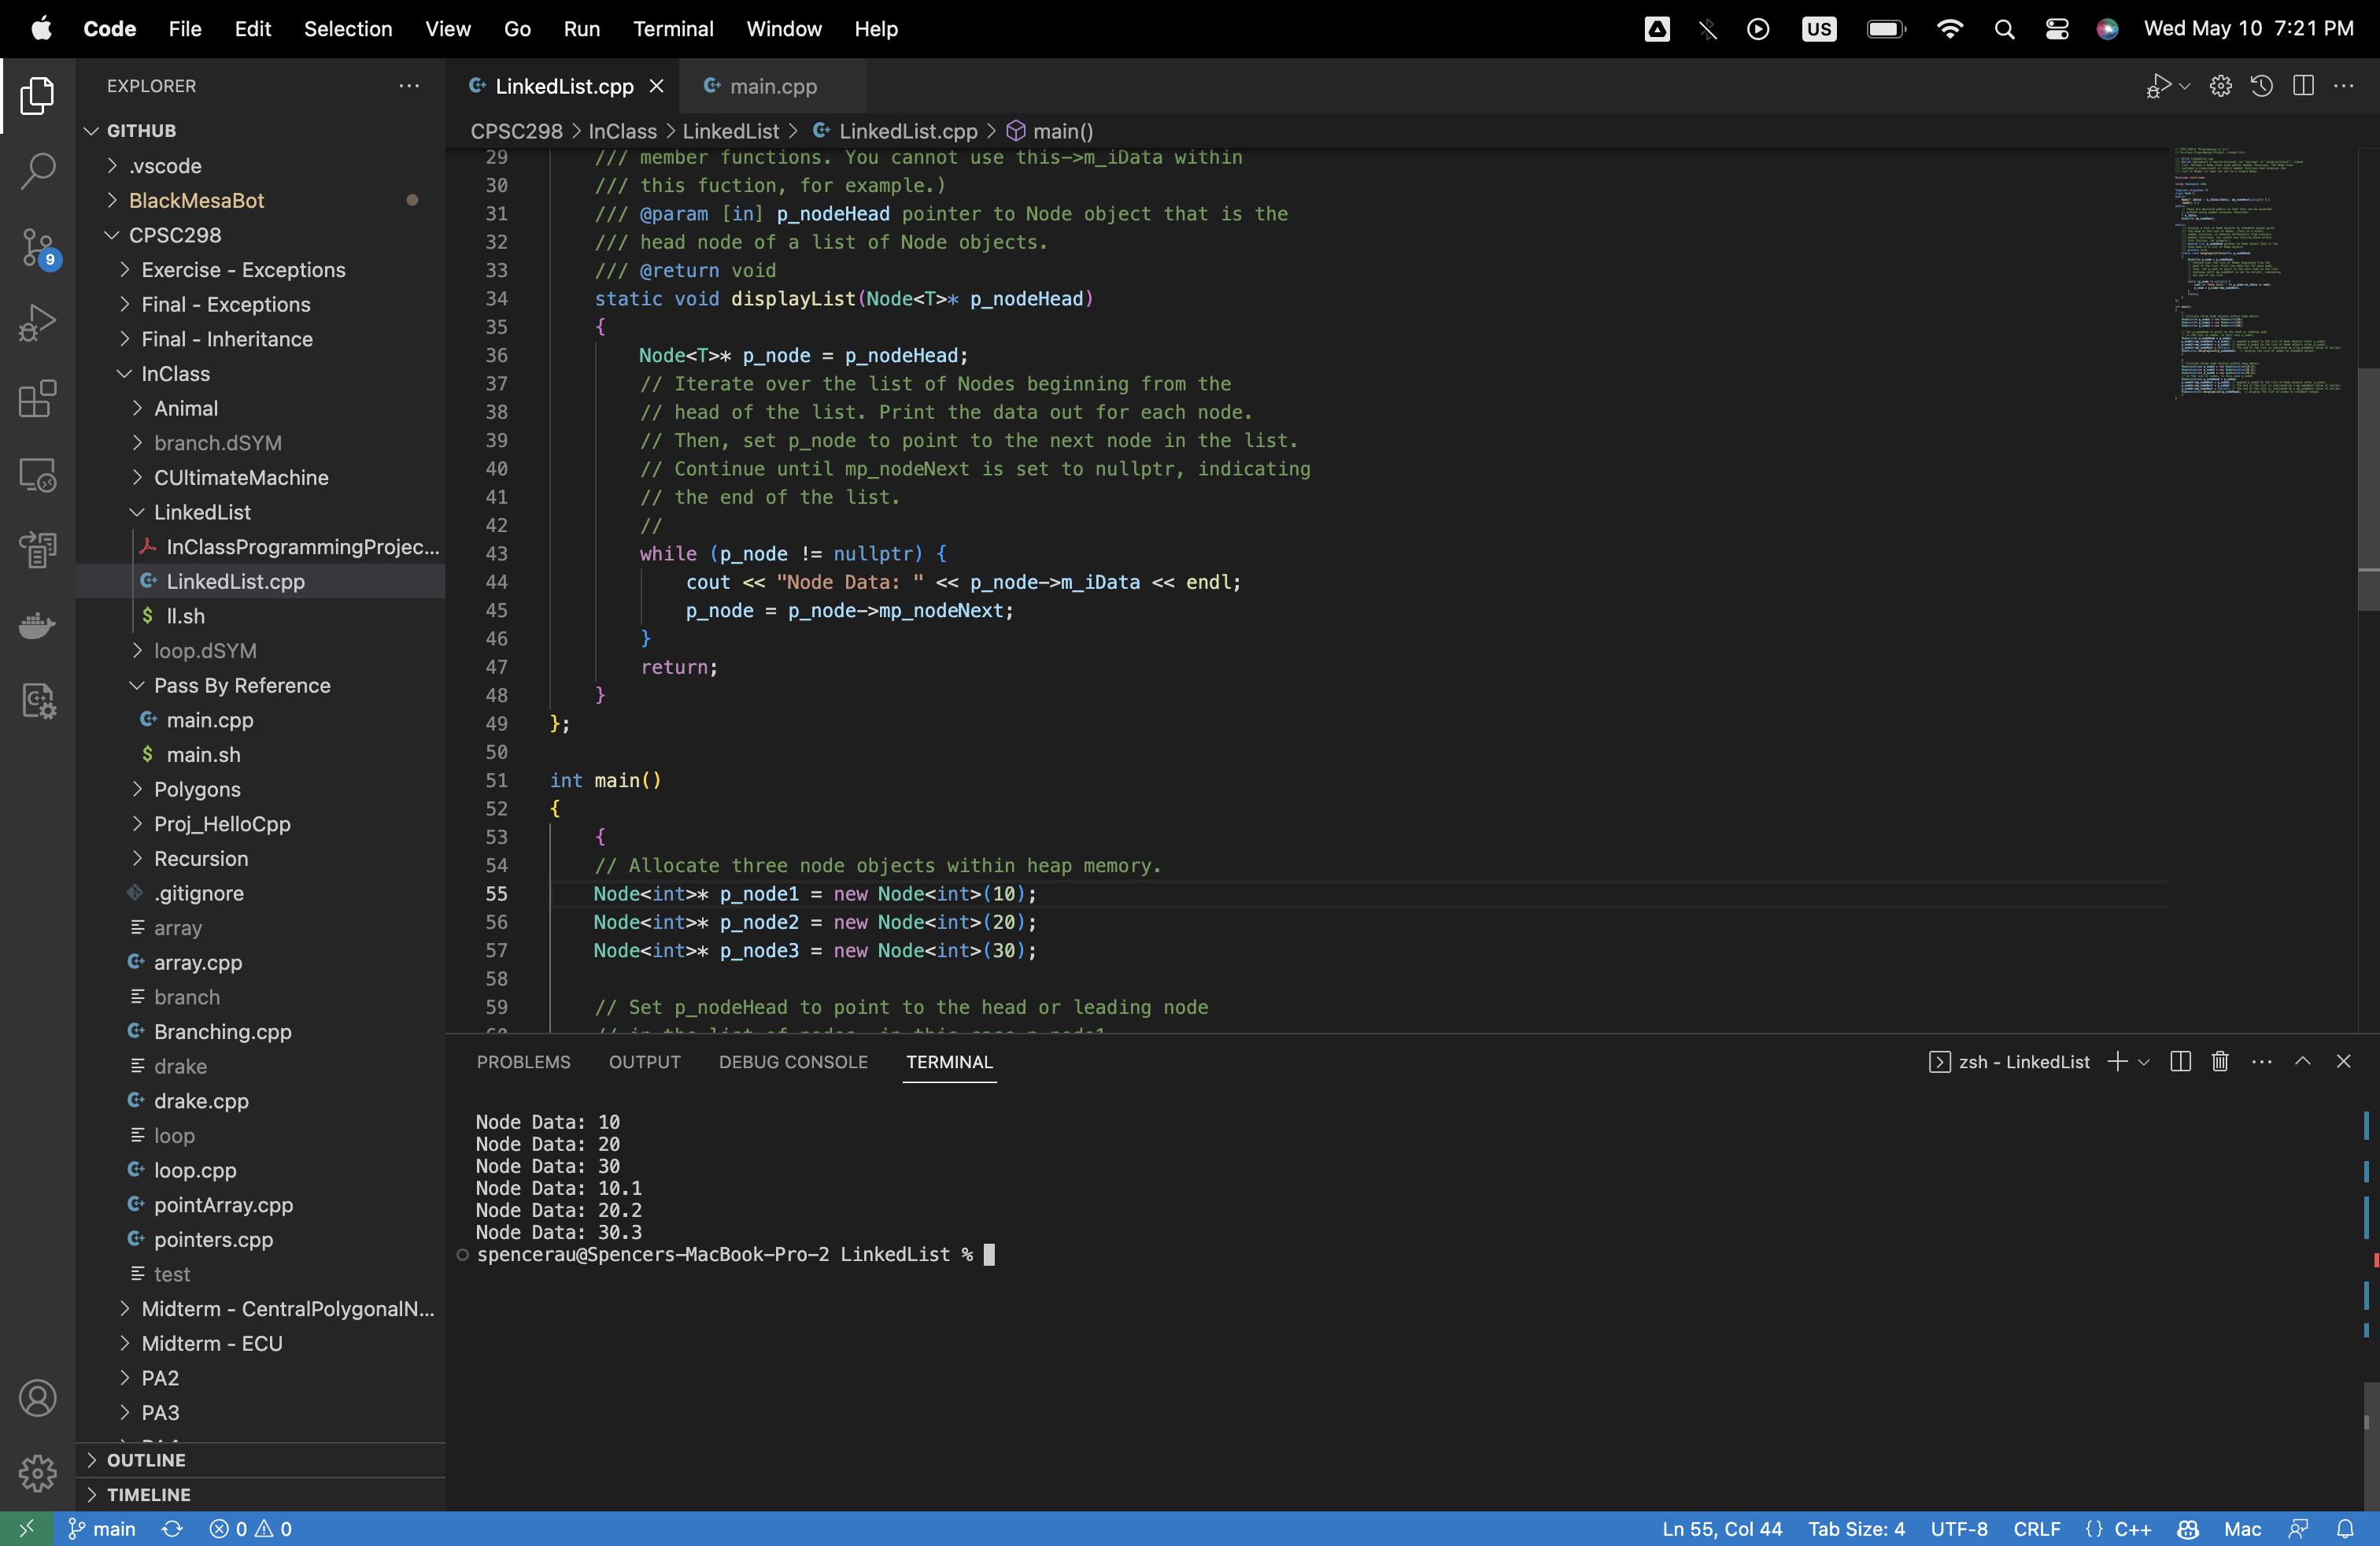 Code File Edit Selection View Go Run Terminal Window Help US Wed May 10 7:21 PM
EXPLORER
GITHUB
.vscode
BlackMesaBot
CPSC298
Exercise - Exceptions
Final - Exceptions
Final - Inheritance
InClass
Animal
branch.dSYM
CUltimateMachine
LinkedList
InClassProgrammingProjec...
LinkedList.cpp
$ ll.sh
loop.dSYM
Pass By Reference
main.cpp
$ main.sh
Polygons
Proj_HelloCpp
Recursion
.gitignore
array
array.cpp
branch
Branching.cpp
drake
drake.cpp
loop
loop.cpp
pointArray.cpp
pointers.cpp
test
Midterm - CentralPolygonalN...
Midterm - ECU
PA2
PA3
OUTLINE
TIMELINE
9
LinkedList.cpp main.cpp
CPSC298 > InClass > LinkedList > LinkedList.cpp > main()
29 /// member functions. You cannot use this->m_iData within
30 /// this fuction, for example.)
31 /// @param [in] p_nodeHead pointer to Node object that is the
32 /// head node of a list of Node objects.
33 /// @return void
34 static void displayList(Node<T>* p_nodeHead)
35 {
36 Node<T>* p_node = p_nodeHead;
37 // Iterate over the list of Nodes beginning from the
38 // head of the list. Print the data out for each node.
39 // Then, set p_node to point to the next node in the list.
40 // Continue until mp_nodeNext is set to nullptr, indicating
41 // the end of the list.
42 //
43 while (p_node != nullptr) {
44 cout << "Node Data: " << p_node->m_iData << endl;
45 p_node = p_node->mp_nodeNext;
46 }
47 return;
48 }
49 };
50
51 int main()
52 {
53 {
54 // Allocate three node objects within heap memory.
55 Node<int>* p_node1 = new Node<int>(10);
56 Node<int>* p_node2 = new Node<int>(20);
57 Node<int>* p_node3 = new Node<int>(30);
58
59 // Set p_nodeHead to point to the head or leading node
PROBLEMS OUTPUT DEBUG CONSOLE TERMINAL zsh - LinkedList
Node Data: 10
Node Data: 20
Node Data: 30
Node Data: 10.1
Node Data: 20.2
Node Data: 30.3
spencerau@Spencers-MacBook-Pro-2 LinkedList %
main 0 0 Ln 55, Col 44 Tab Size: 4 UTF-8 CRLF {} C++ Mac